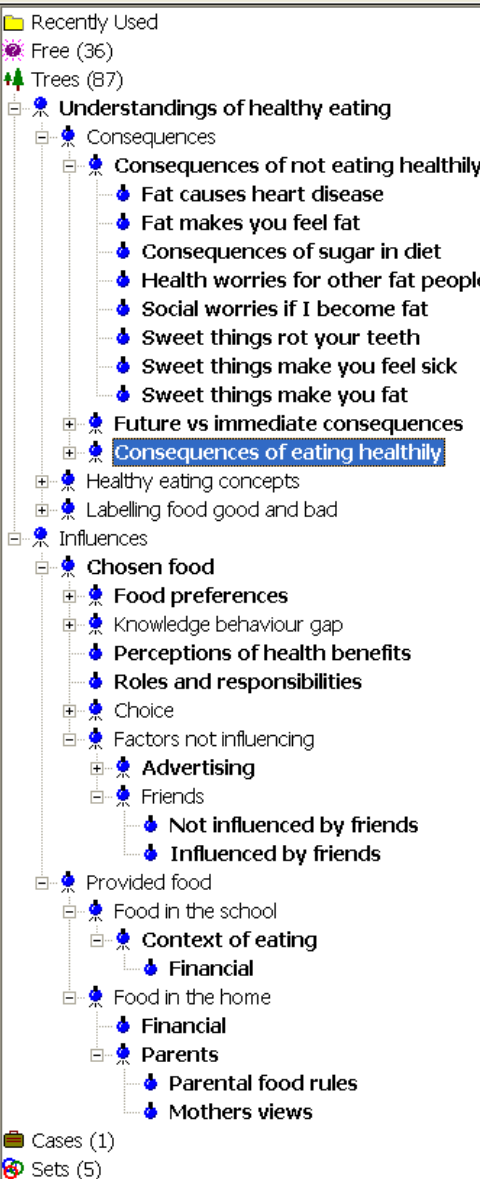 Recently Used
Free (36)
Trees (87)
Understandings of healthy eating
Consequences
Consequences of not eating healthily
Fat causes heart disease
Fat makes you feel fat
Consequences of sugar in diet
Health worries for other fat people
Social worries if I become fat
Sweet things rot your teeth
Sweet things make you feel sick
Sweet things make you fat
Future vs immediate consequences
Consequences of eating healthily
Healthy eating concepts
Labelling food good and bad
Influences
Chosen food
Food preferences
Knowledge behaviour gap
Perceptions of health benefits
Roles and responsibilities
Choice
Factors not influencing
Advertising
Friends
Not influenced by friends
Influenced by friends
Provided food
Food in the school
Context of eating
Financial
Food in the home
Financial
Parents
Parental food rules
Mothers views
Cases (1)
Sets (5)